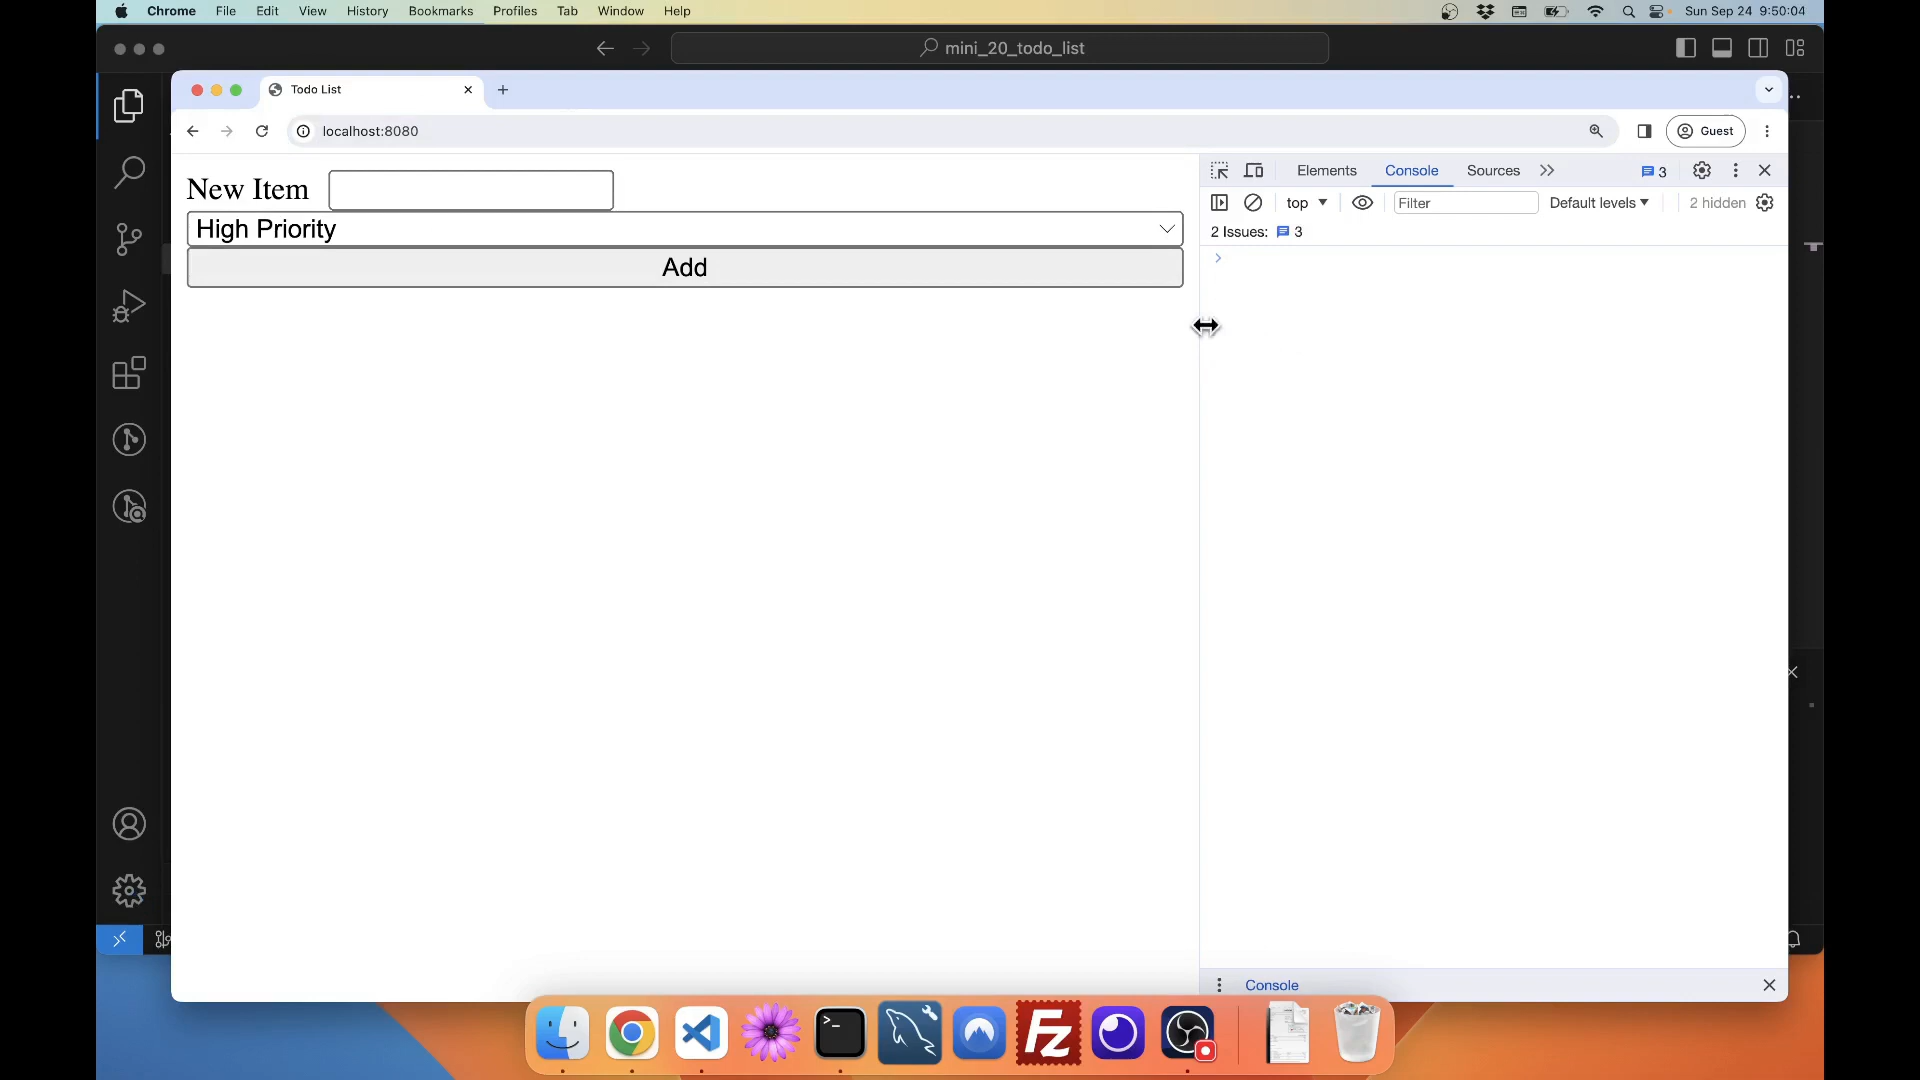 Chrome File Edit View History Bookmarks Profiles Tab Window Help Sun Sep 24 9:50:04
mini_20_todo_list
Todo List
localhost:8080 Guest
New Item
High Priority
Add
Elements Console Sources 3
top Filter Default levels 2 hidden
2 Issues: 3
Console
Fz